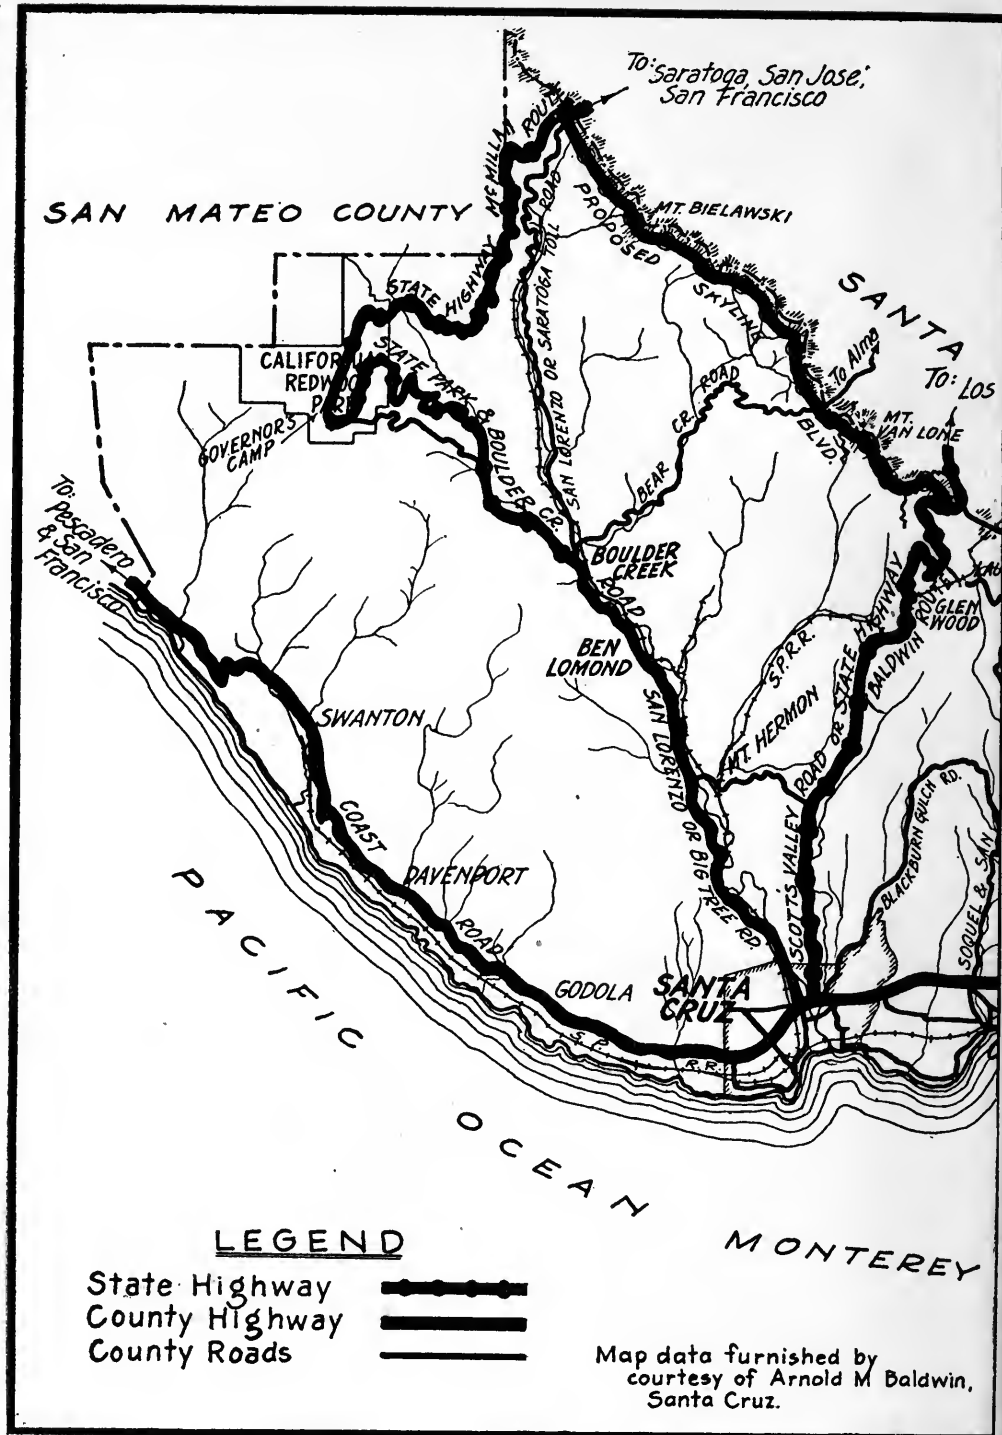 To: Saratoga, San Jose,
San Francisco
SAN MATEO COUNTY
McMILLAN ROUTE
STATE HIGHWAY
SAN LORENZO OR SARATOGA TOLL ROAD
PROPOSED
SKYLINE
BLVD.
MT. BIELAWSKI
SANTA
To: LOS
To Alma
MT.
VAN LONE
CALIFORNIA
REDWOOD
PARK
GOVERNORS
CAMP
STATE PARK & BOULDER CR.
ROAD
BEAR CR. ROAD
To:
Pescadero
& San
Francisco
BOULDER
CREEK
BEN
LOMOND
S.P.R.R.
MT. HERMON
SAN LORENZO OR BIG TREE RD.
SCOTT'S VALLEY ROAD OR STATE HIGHWAY
BALDWIN ROUTE
GLEN
WOOD
BLACKBURN GULCH RD.
SOQUEL & SAN
SWANTON
COAST
ROAD
DAVENPORT
GODOLA
SANTA
CRUZ
S.P.
R.R.
PACIFIC OCEAN
MONTEREY
LEGEND
State Highway
County Highway
County Roads
Map data furnished by
courtesy of Arnold M Baldwin,
Santa Cruz.